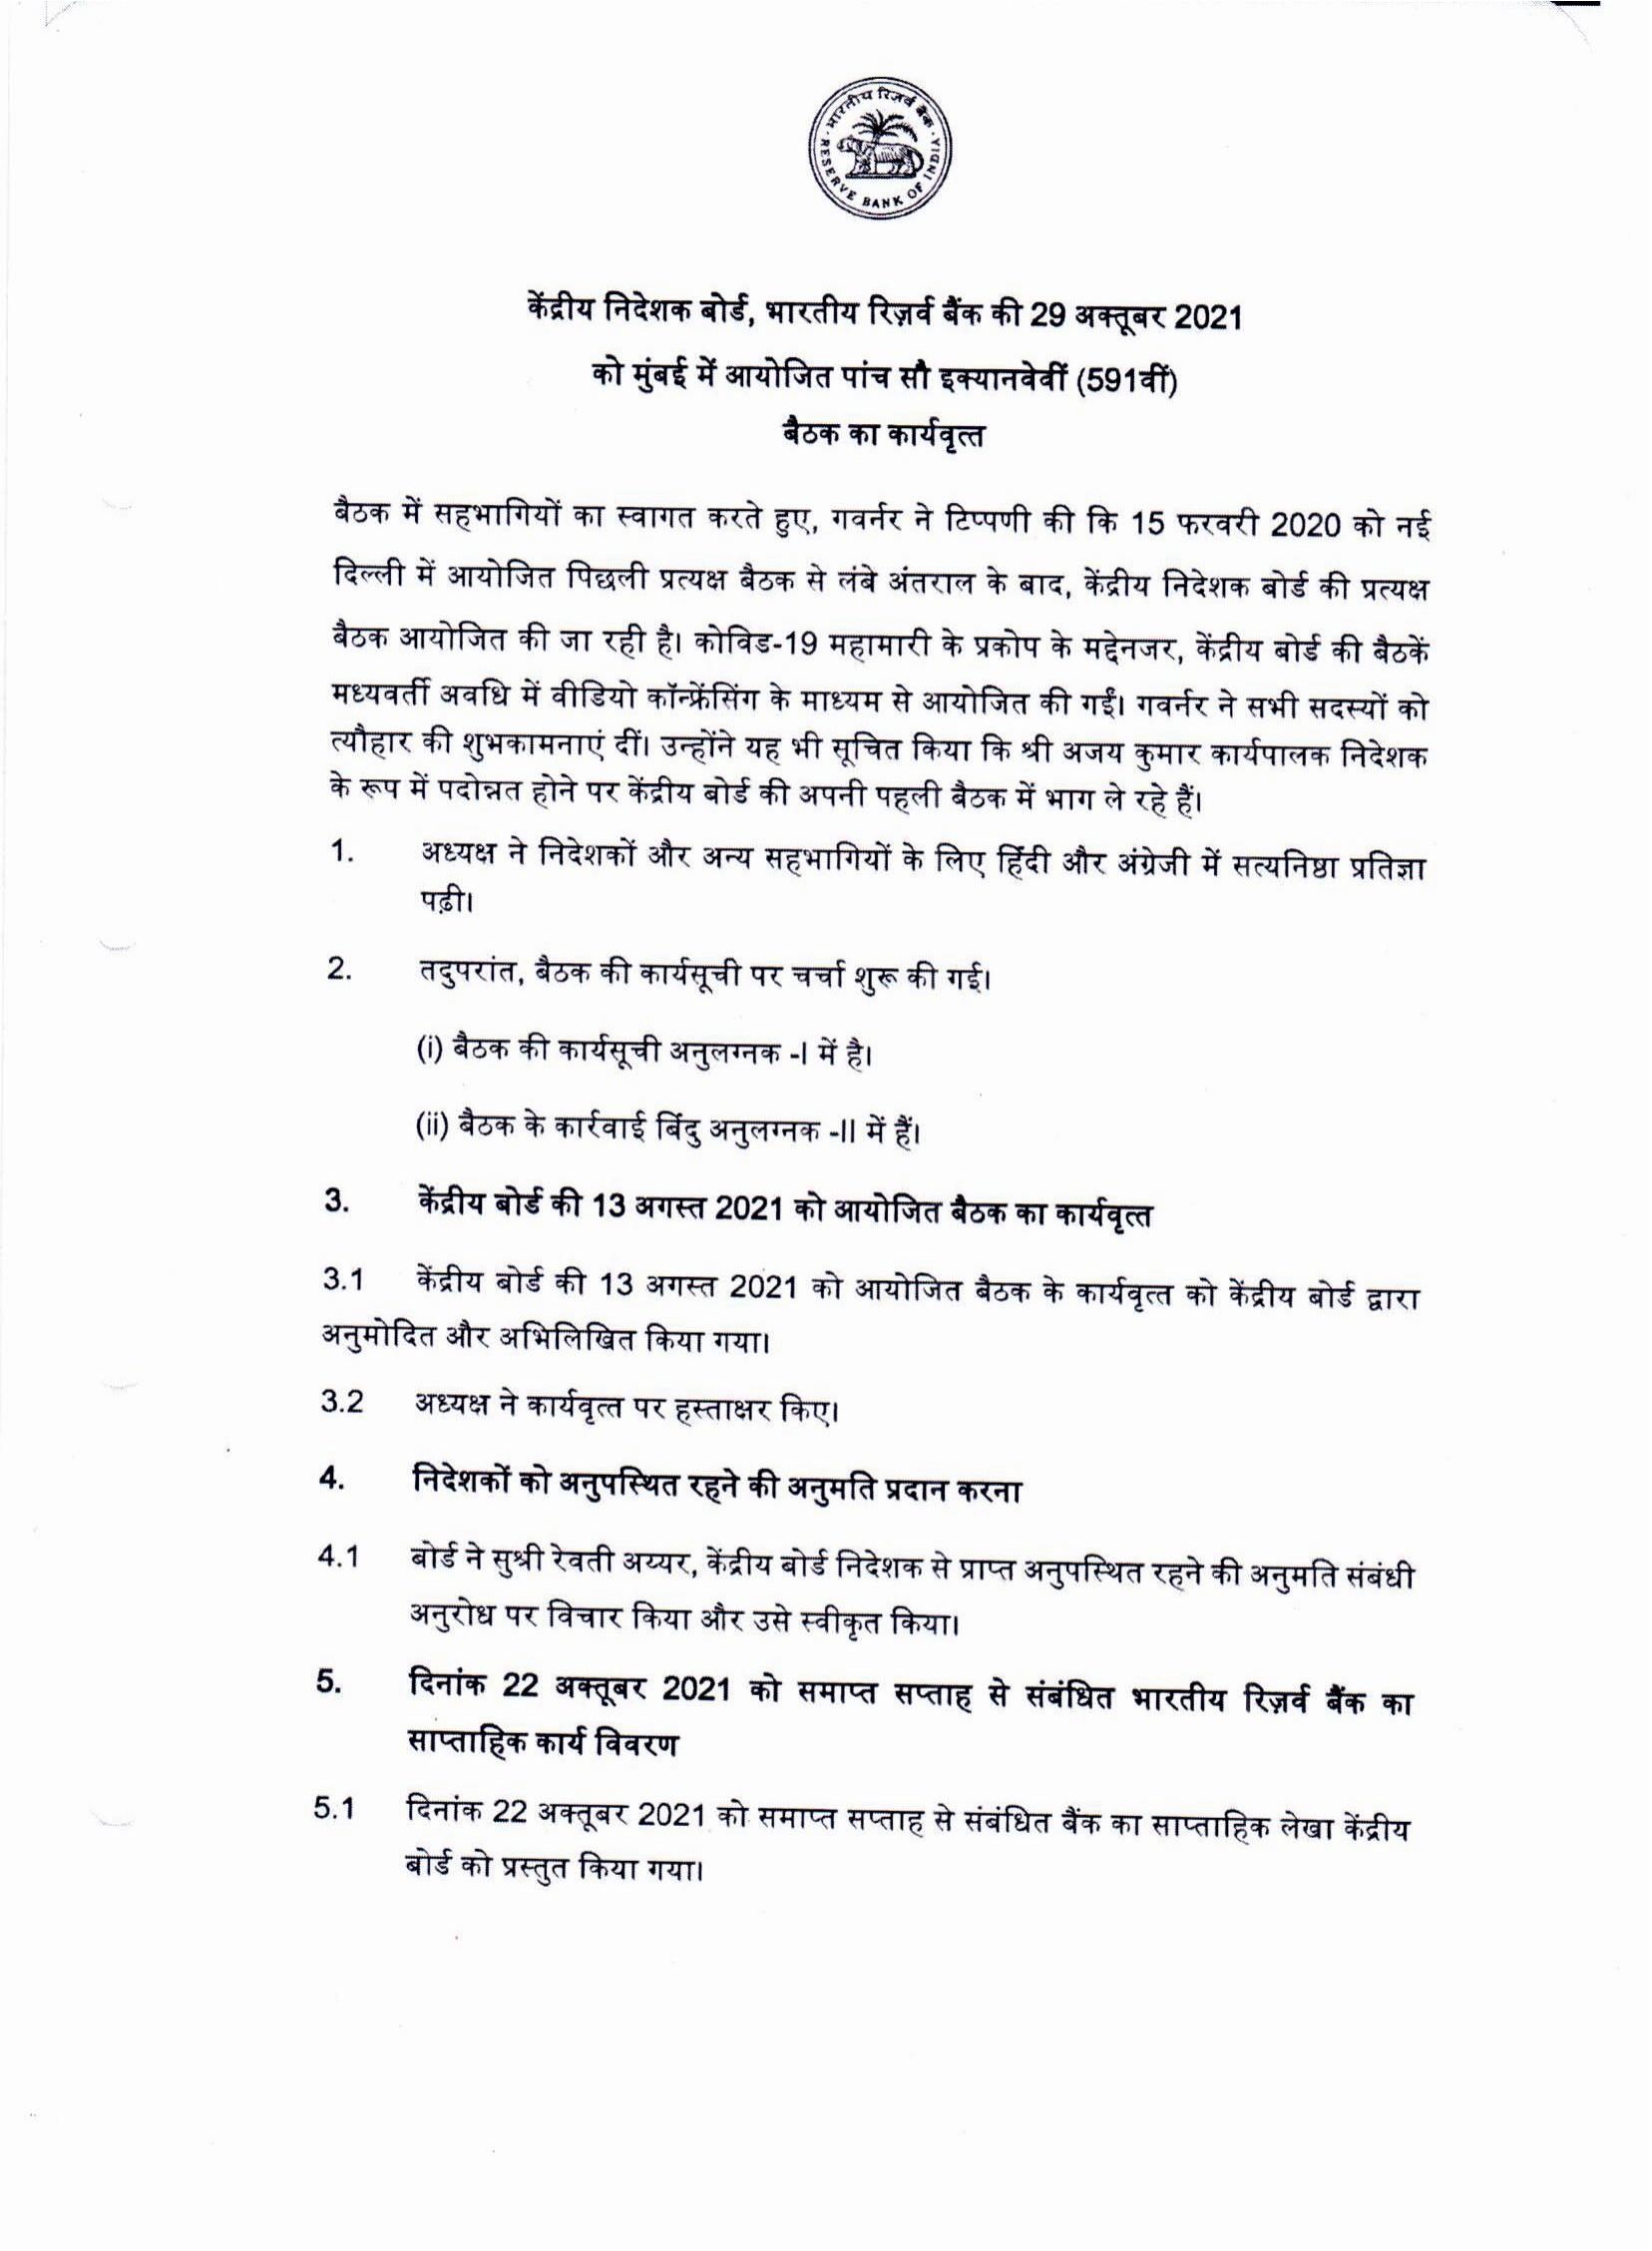 भारतीय रिज़र्व बैंक
RESERVE BANK OF INDIA
केंद्रीय निदेशक बोर्ड, भारतीय रिज़र्व बैंक की 29 अक्तूबर 2021
को मुंबई में आयोजित पांच सौ इक्यानवेवीं (591वीं)
बैठक का कार्यवृत्त
बैठक में सहभागियों का स्वागत करते हुए, गवर्नर ने टिप्पणी की कि 15 फरवरी 2020 को नई
दिल्ली में आयोजित पिछली प्रत्यक्ष बैठक से लंबे अंतराल के बाद, केंद्रीय निदेशक बोर्ड की प्रत्यक्ष
बैठक आयोजित की जा रही है। कोविड-19 महामारी के प्रकोप के मद्देनजर, केंद्रीय बोर्ड की बैठकें
मध्यवर्ती अवधि में वीडियो कॉन्फ्रेंसिंग के माध्यम से आयोजित की गईं। गवर्नर ने सभी सदस्यों को
त्यौहार की शुभकामनाएं दीं। उन्होंने यह भी सूचित किया कि श्री अजय कुमार कार्यपालक निदेशक
के रूप में पदोन्नत होने पर केंद्रीय बोर्ड की अपनी पहली बैठक में भाग ले रहे हैं।
1. अध्यक्ष ने निदेशकों और अन्य सहभागियों के लिए हिंदी और अंग्रेजी में सत्यनिष्ठा प्रतिज्ञा
पढ़ी।
2. तदुपरांत, बैठक की कार्यसूची पर चर्चा शुरू की गई।
(i) बैठक की कार्यसूची अनुलग्नक -I में है।
(ii) बैठक के कार्रवाई बिंदु अनुलग्नक -II में हैं।
3. केंद्रीय बोर्ड की 13 अगस्त 2021 को आयोजित बैठक का कार्यवृत्त
3.1 केंद्रीय बोर्ड की 13 अगस्त 2021 को आयोजित बैठक के कार्यवृत्त को केंद्रीय बोर्ड द्वारा
अनुमोदित और अभिलिखित किया गया।
3.2 अध्यक्ष ने कार्यवृत्त पर हस्ताक्षर किए।
4. निदेशकों को अनुपस्थित रहने की अनुमति प्रदान करना
4.1 बोर्ड ने सुश्री रेवती अय्यर, केंद्रीय बोर्ड निदेशक से प्राप्त अनुपस्थित रहने की अनुमति संबंधी
अनुरोध पर विचार किया और उसे स्वीकृत किया।
5. दिनांक 22 अक्तूबर 2021 को समाप्त सप्ताह से संबंधित भारतीय रिज़र्व बैंक का
साप्ताहिक कार्य विवरण
5.1 दिनांक 22 अक्तूबर 2021 को समाप्त सप्ताह से संबंधित बैंक का साप्ताहिक लेखा केंद्रीय
बोर्ड को प्रस्तुत किया गया।